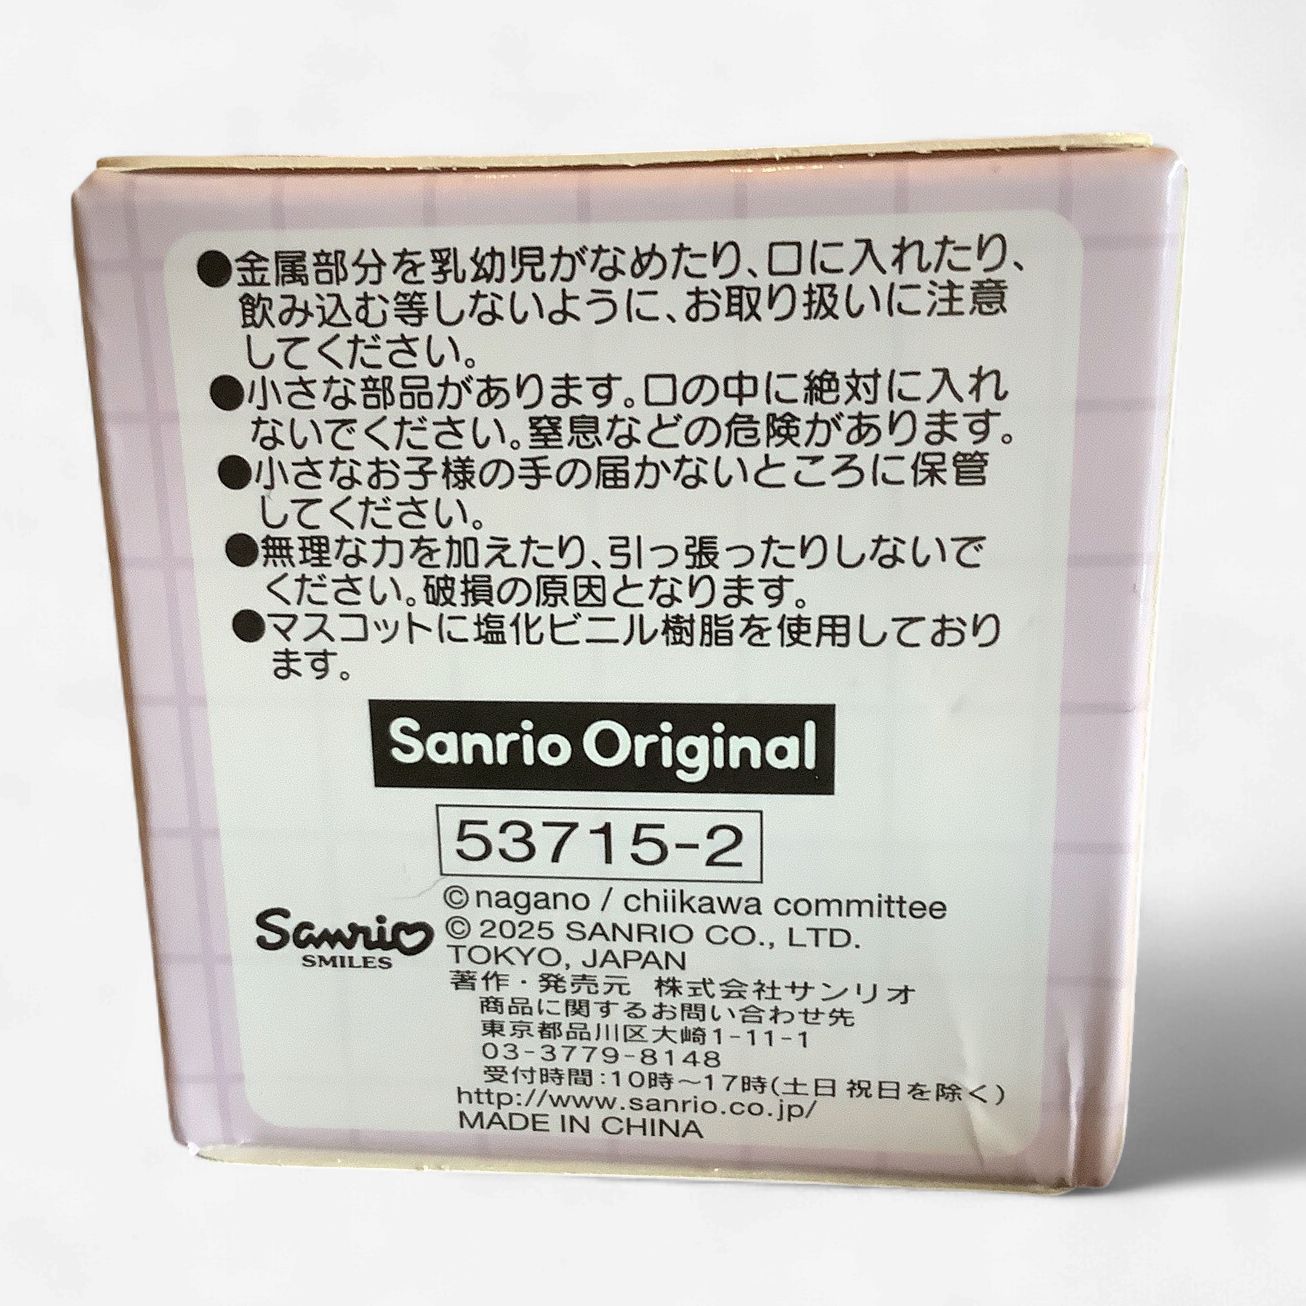 ●金属部分を乳幼児がなめたり、口に入れたり、
飲み込む等しないように、お取り扱いに注意
してください。
●小さな部品があります。口の中に絶対に入れ
ないでください。窒息などの危険があります。
●小さなお子様の手の届かないところに保管
してください。
●無理な力を加えたり、引っ張ったりしないで
ください。破損の原因となります。
●マスコットに塩化ビニル樹脂を使用しており
ます。
Sanrio Original
53715-2
©nagano / chiikawa committee
© 2025 SANRIO CO., LTD.
TOKYO, JAPAN
Sanrio
SMILES
著作・発売元 株式会社サンリオ
商品に関するお問い合わせ先
東京都品川区大崎1-11-1
03-3779-8148
受付時間:10時〜17時(土日 祝日を除く)
http://www.sanrio.co.jp/
MADE IN CHINA